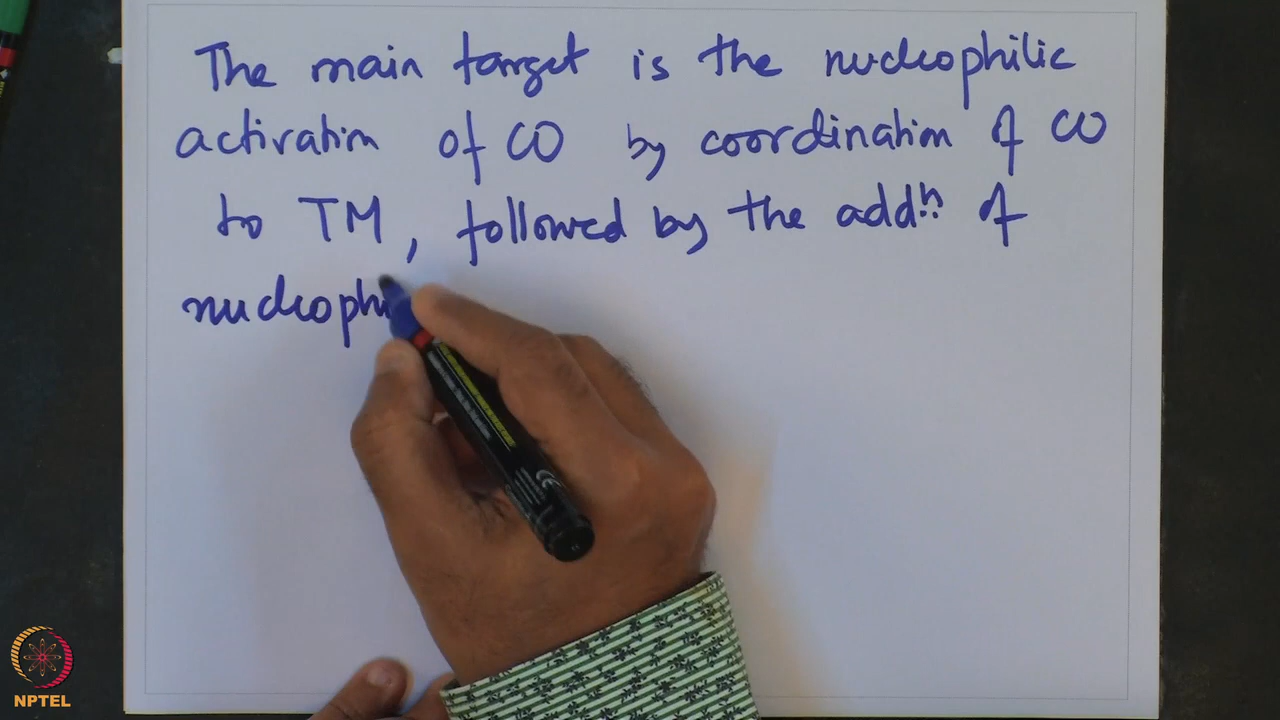 The main target is the nucleophilic
activation of CO by coordination of CO
to TM, followed by the addn of
nucleophi
NPTEL